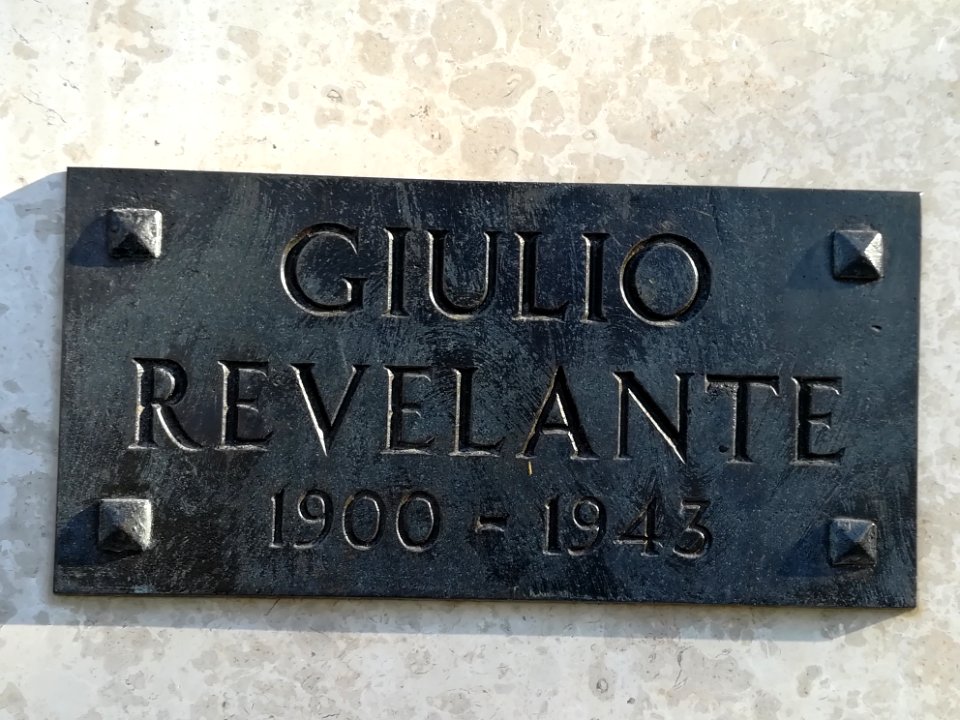 GIULIO
REVELANTE
1900 - 1943